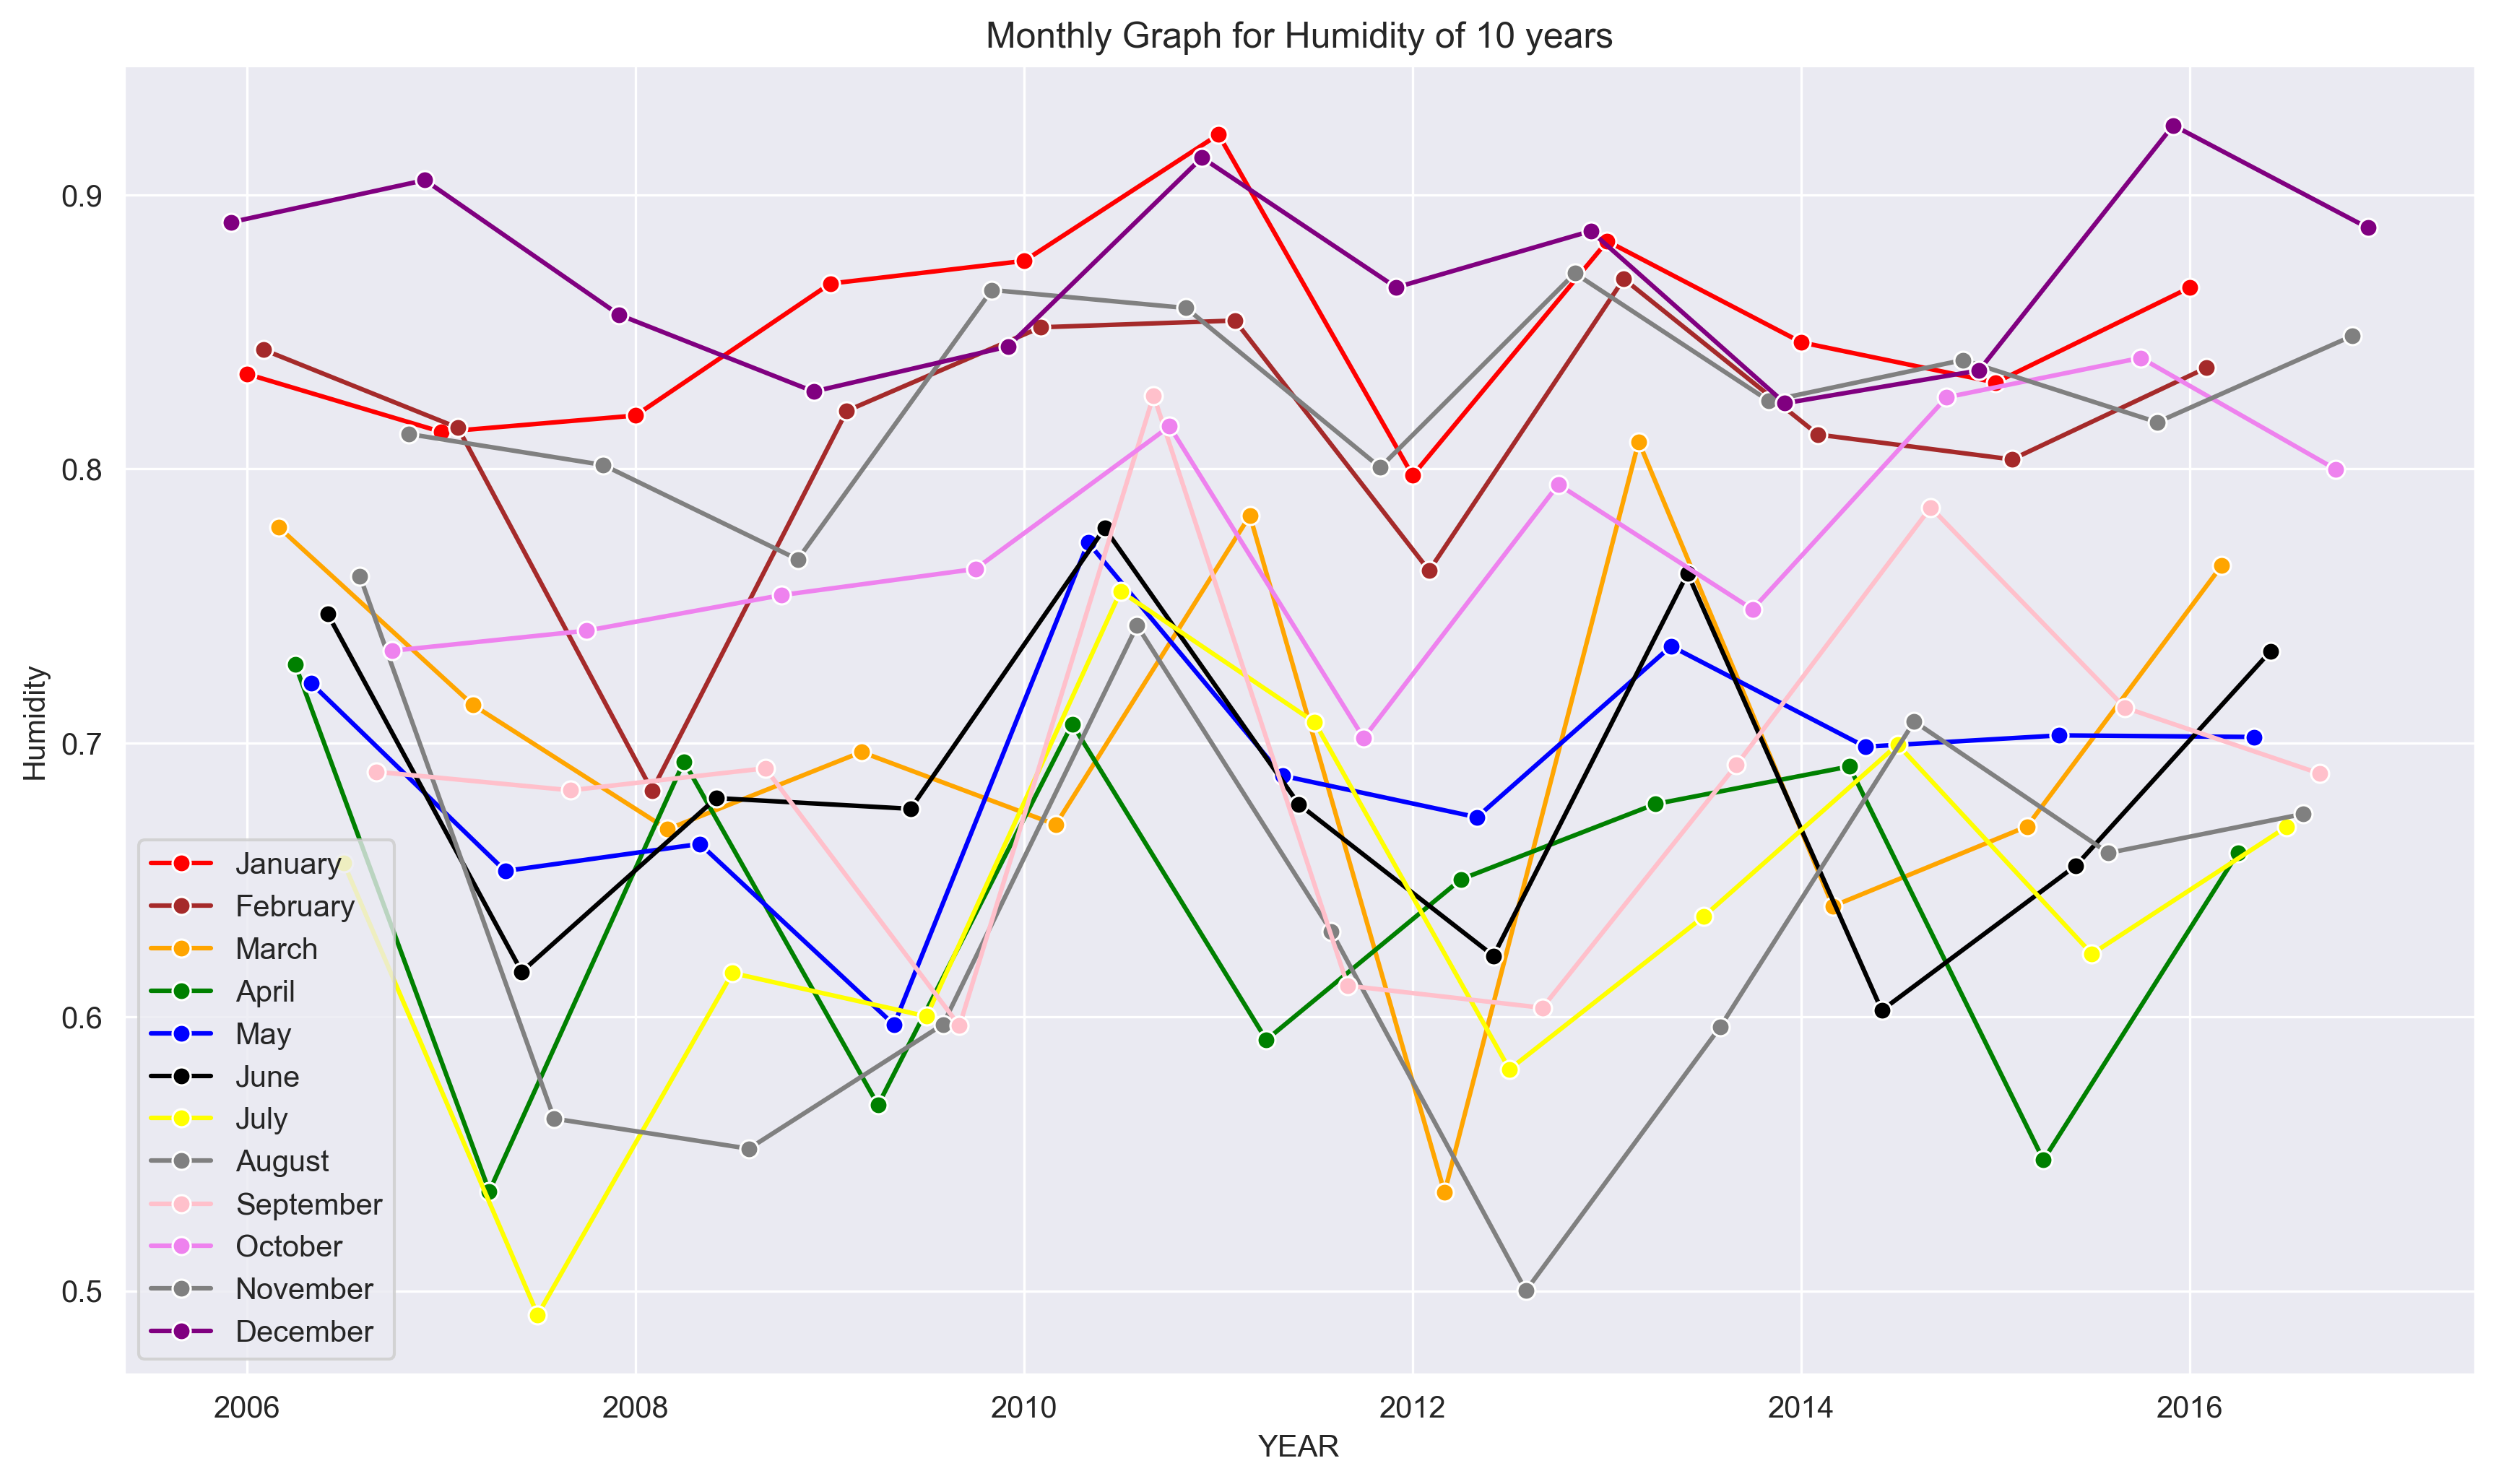 Monthly Graph for Humidity of 10 years
Humidity
0.9
0.8
0.7
0.6
0.5
January
February
March
April
May
June
July
August
September
October
November
December
2006 2008 2010 2012 2014 2016
YEAR